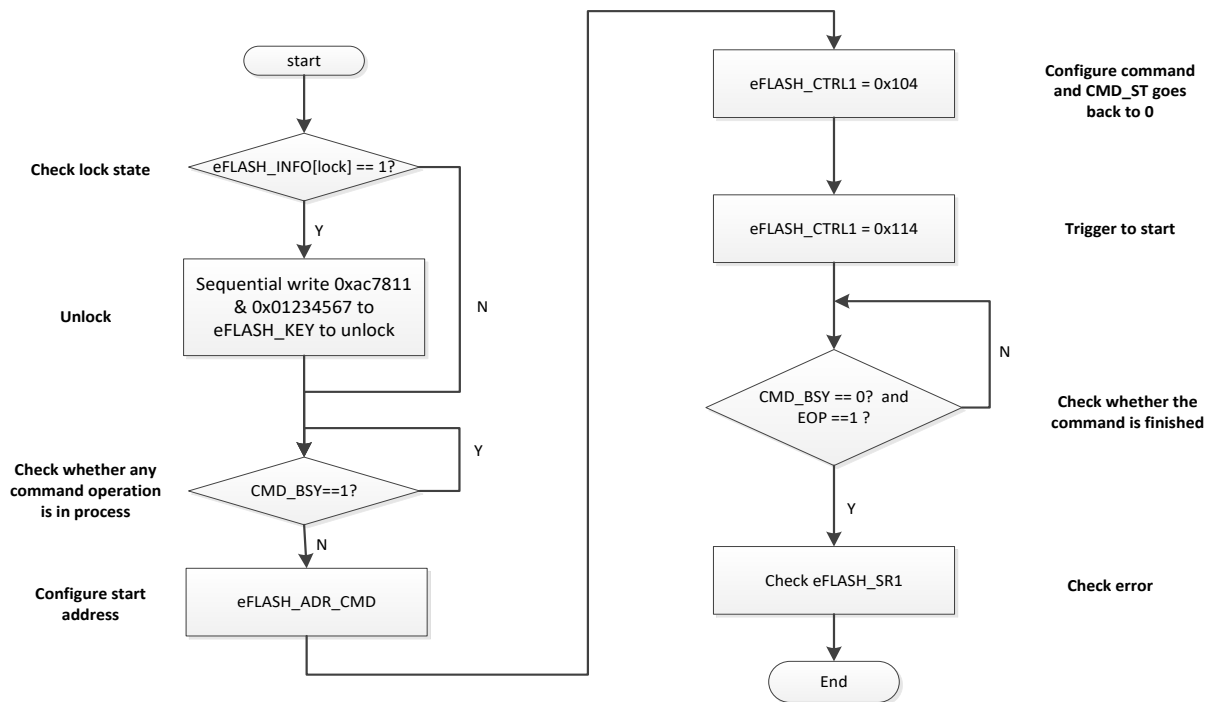 start
Check lock state
eFLASH_INFO[lock] == 1?
Y
N
Unlock
Sequential write 0xac7811
& 0x01234567 to
eFLASH_KEY to unlock
Check whether any
command operation
is in process
CMD_BSY==1?
Y
N
Configure start
address
eFLASH_ADR_CMD
eFLASH_CTRL1 = 0x104
Configure command
and CMD_ST goes
back to 0
eFLASH_CTRL1 = 0x114
Trigger to start
N
CMD_BSY == 0? and
EOP ==1 ?
Check whether the
command is finished
Y
Check eFLASH_SR1
Check error
End